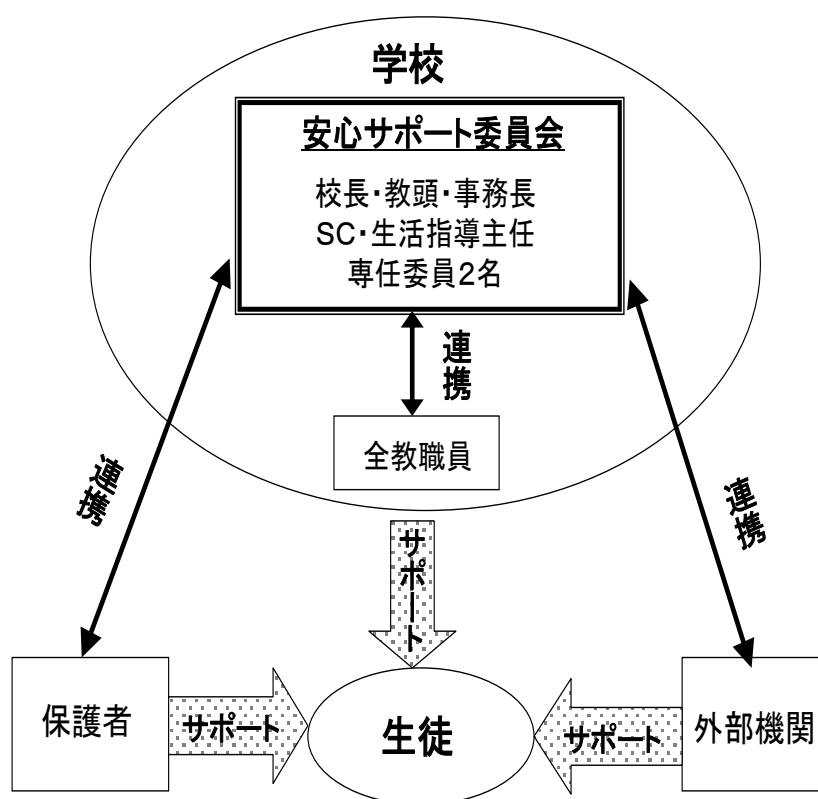 学校
安心サポート委員会
校長・教頭・事務長
SC・生活指導主任
専任委員2名
連携
全教職員
連携
連携
サポート
保護者
サポート
生徒
サポート
外部機関